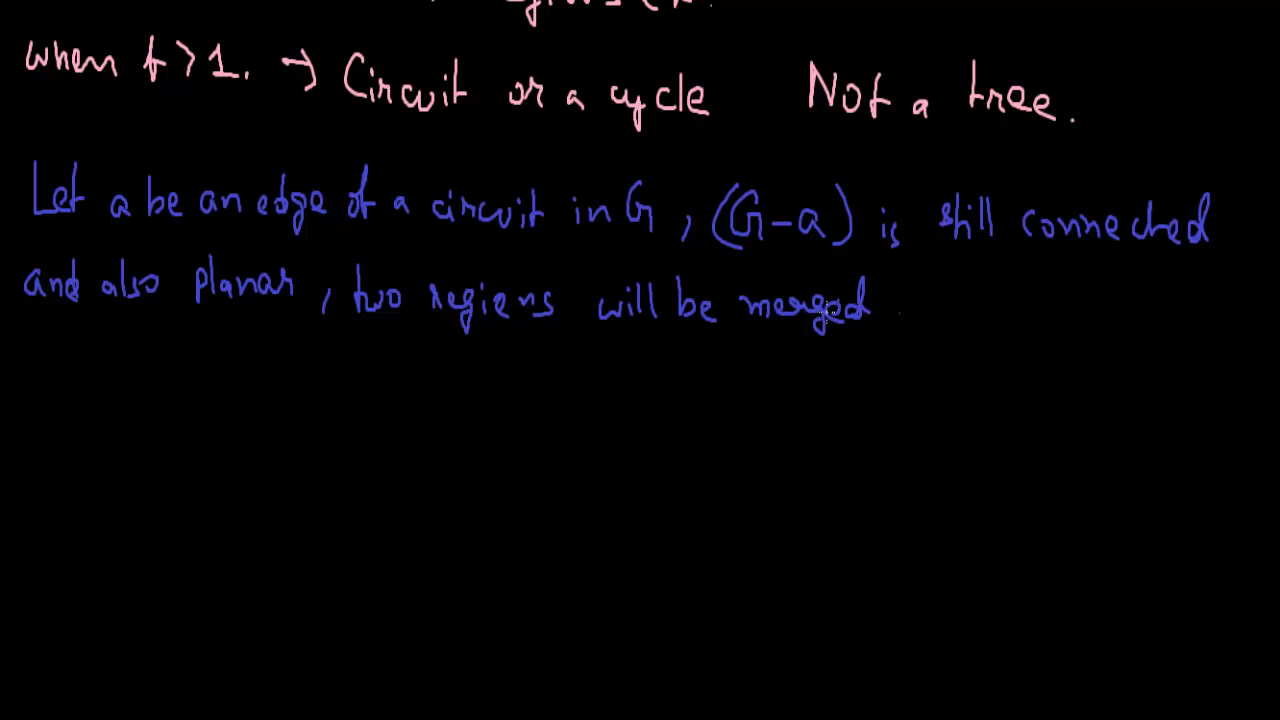 when f > 1. → Circuit or a cycle Not a tree.
Let a be an edge of a circuit in G, (G-a) is still connected
and also planar, two regiens will be merged